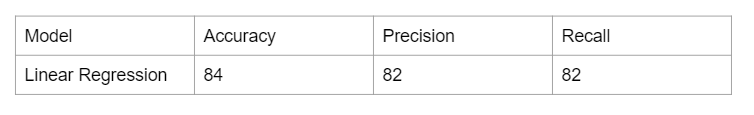 Model Accuracy Precision Recall
Linear Regression 84 82 82